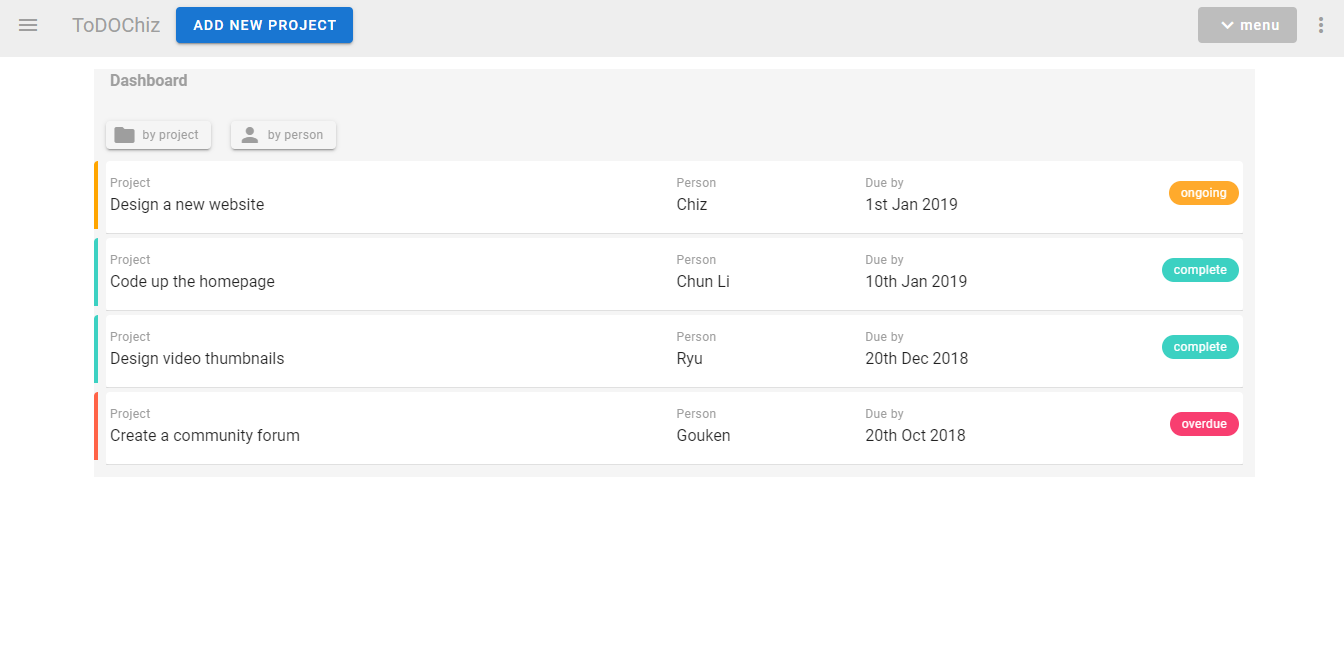 ToDOChiz ADD NEW PROJECT menu
Dashboard
by project by person
Project Person Due by
Design a new website Chiz 1st Jan 2019 ongoing
Project Person Due by
Code up the homepage Chun Li 10th Jan 2019 complete
Project Person Due by
Design video thumbnails Ryu 20th Dec 2018 complete
Project Person Due by
Create a community forum Gouken 20th Oct 2018 overdue